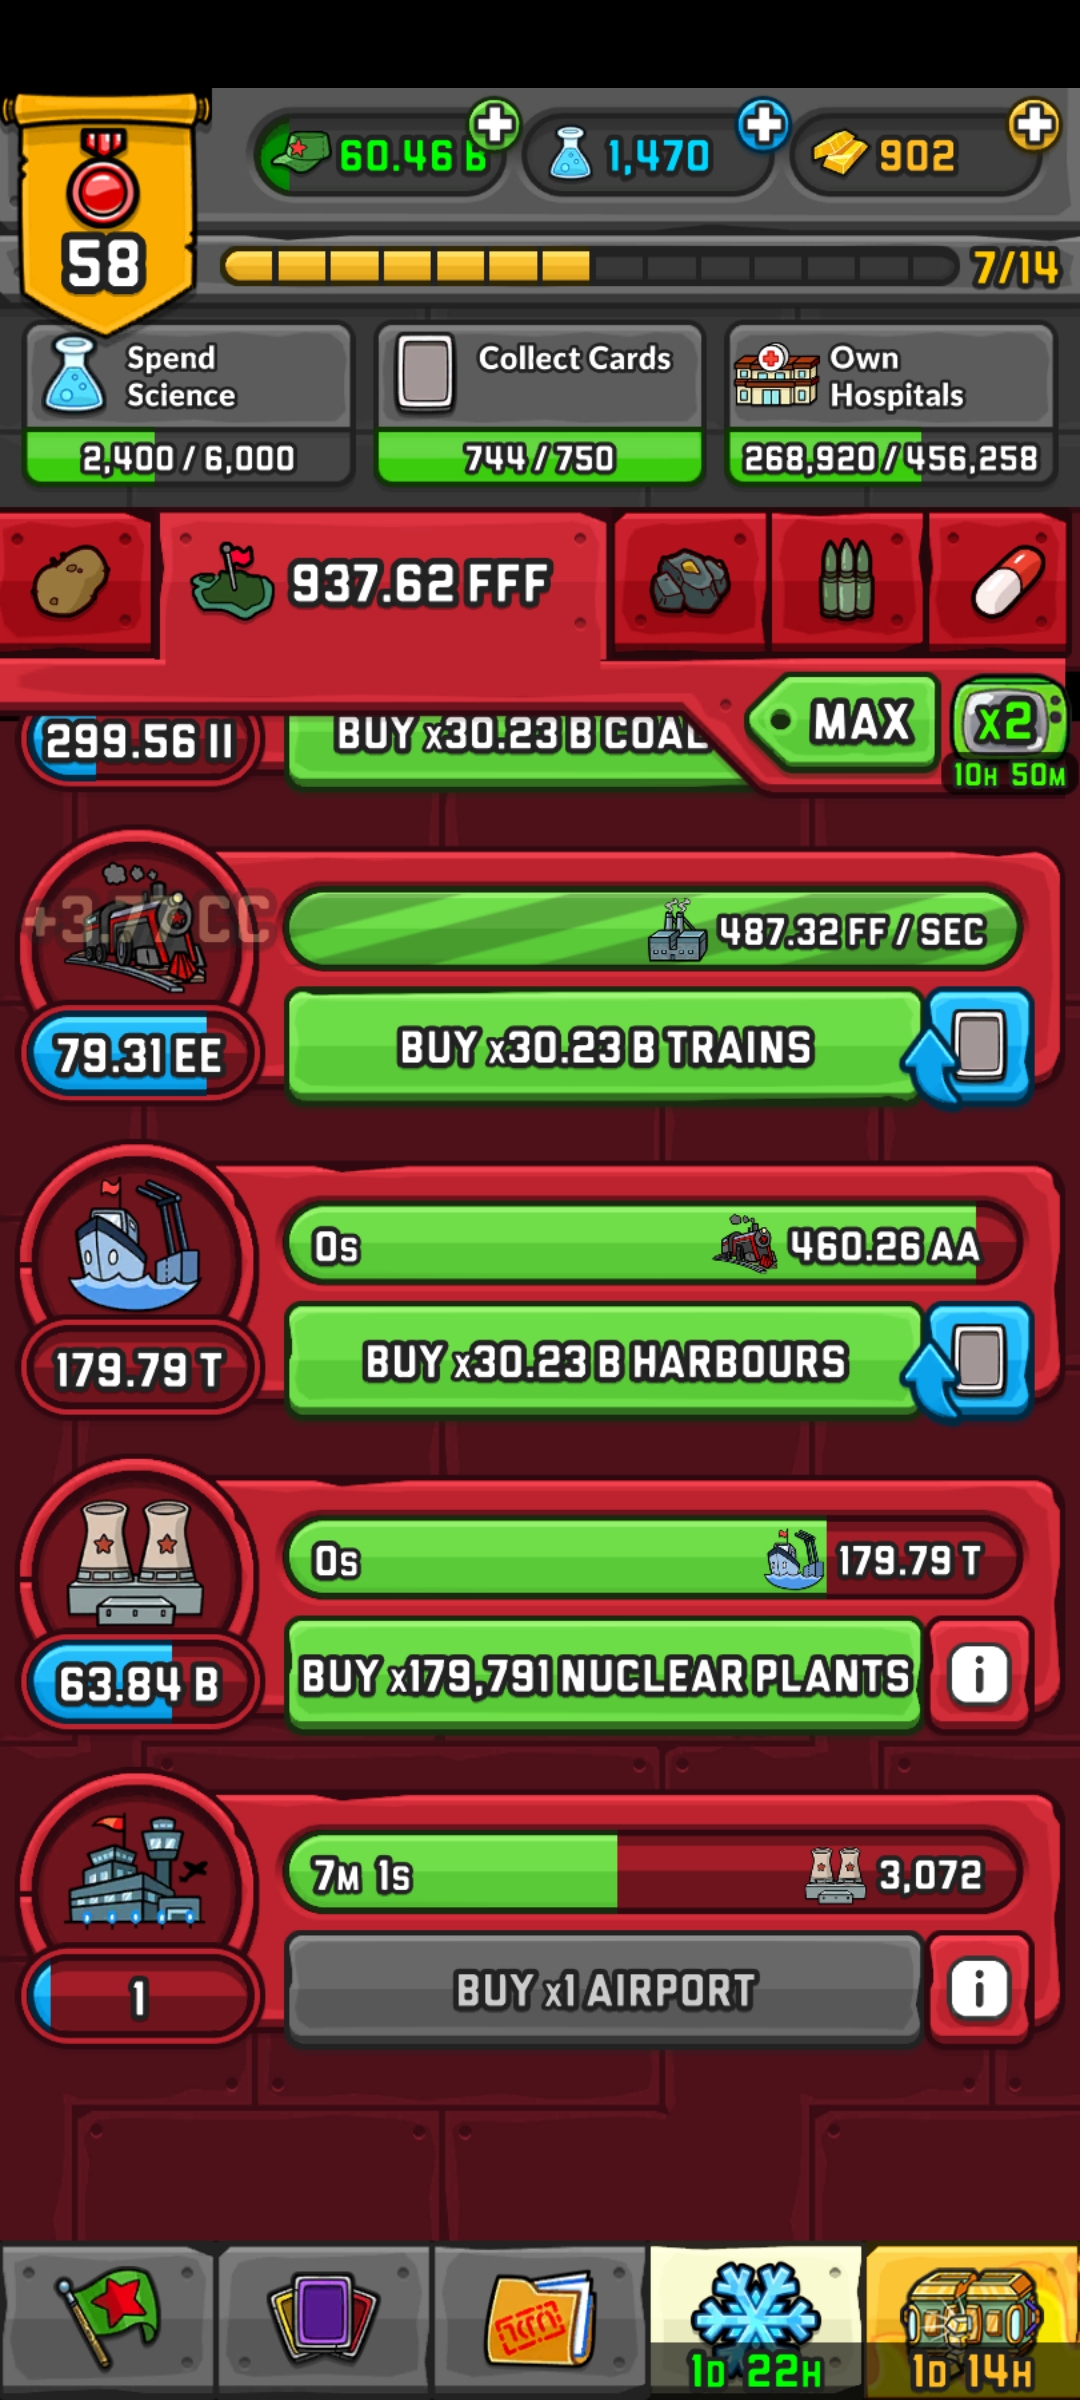 60.46 B
1,470
902
58
7/14
Spend
Science
2,400 / 6,000
Collect Cards
744 / 750
Own
Hospitals
268,920 / 456,258
937.62 FFF
MAX
x2
10H 50M
299.56 II
BUY x30.23 B COAL
+3.77 CC
487.32 FF / SEC
79.31 EE
BUY x30.23 B TRAINS
0s
460.26 AA
179.79 T
BUY x30.23 B HARBOURS
0s
179.79 T
63.84 B
BUY x179,791 NUCLEAR PLANTS
i
7M 1s
3,072
1
BUY x1 AIRPORT
i
1D 22H
1D 14H